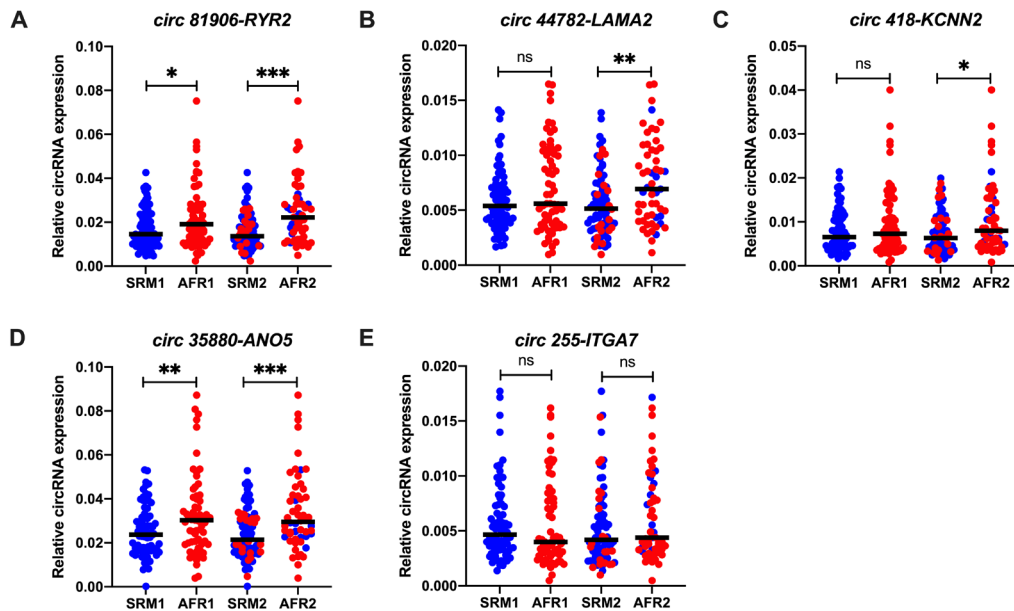 A
circ 81906-RYR2
Relative circRNA expression
0.10
0.08
0.06
0.04
0.02
0.00
*
***
SRM1 AFR1 SRM2 AFR2
B
circ 44782-LAMA2
Relative circRNA expression
0.020
0.015
0.010
0.005
0.000
ns
**
SRM1 AFR1 SRM2 AFR2
C
circ 418-KCNN2
Relative circRNA expression
0.05
0.04
0.03
0.02
0.01
0.00
ns
*
SRM1 AFR1 SRM2 AFR2
D
circ 35880-ANO5
Relative circRNA expression
0.10
0.08
0.06
0.04
0.02
0.00
**
***
SRM1 AFR1 SRM2 AFR2
E
circ 255-ITGA7
Relative circRNA expression
0.020
0.015
0.010
0.005
0.000
ns
ns
SRM1 AFR1 SRM2 AFR2